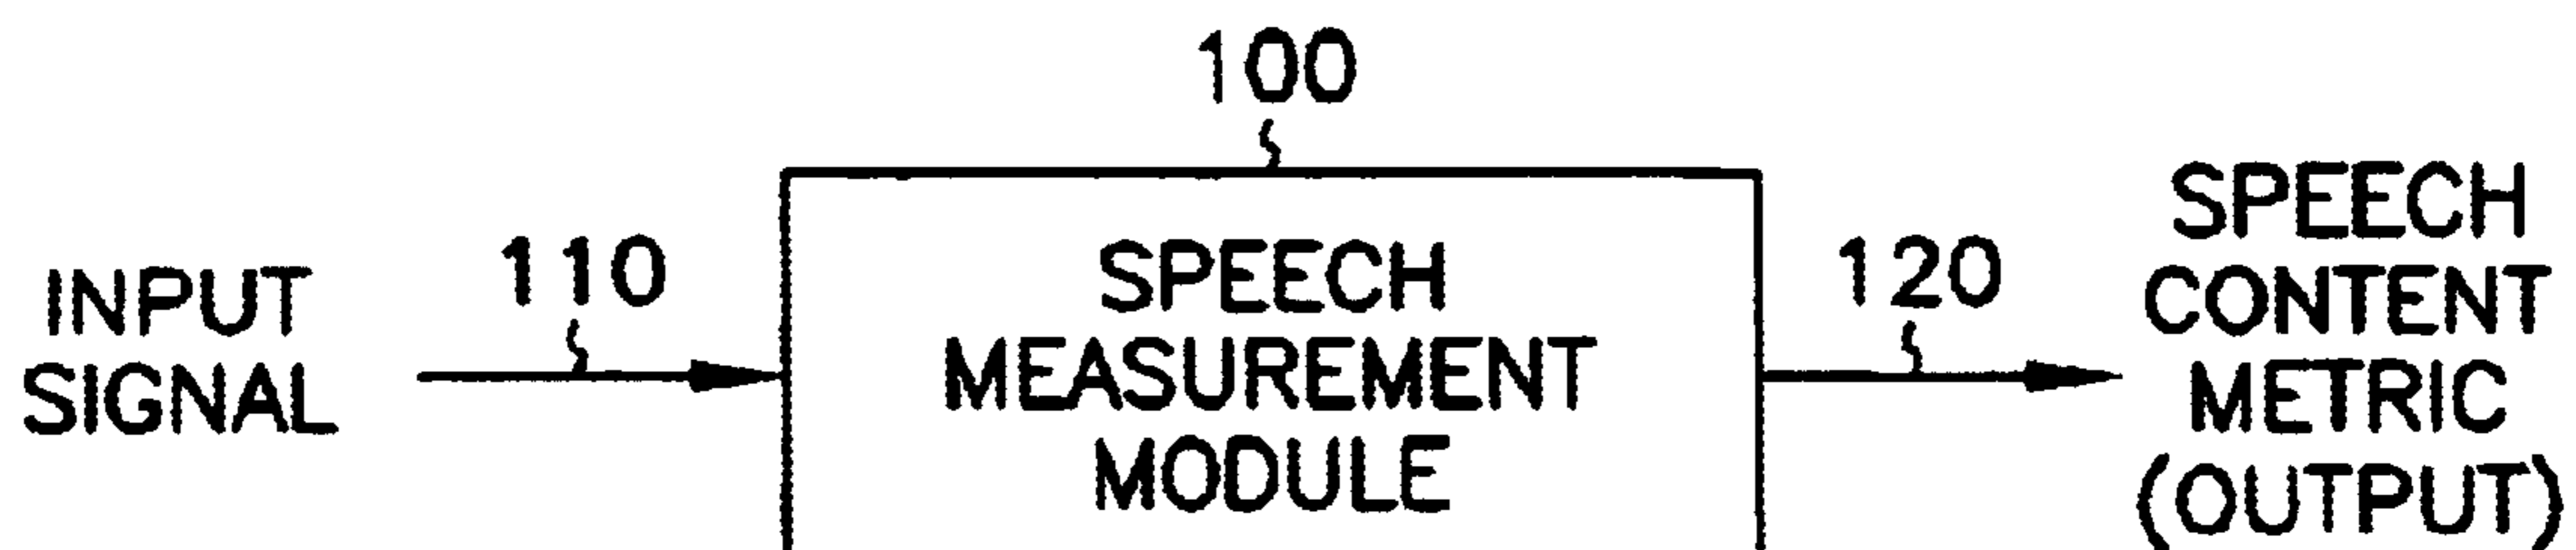 100
INPUT
SIGNAL
110
SPEECH
MEASUREMENT
MODULE
120
SPEECH
CONTENT
METRIC
(OUTPUT)